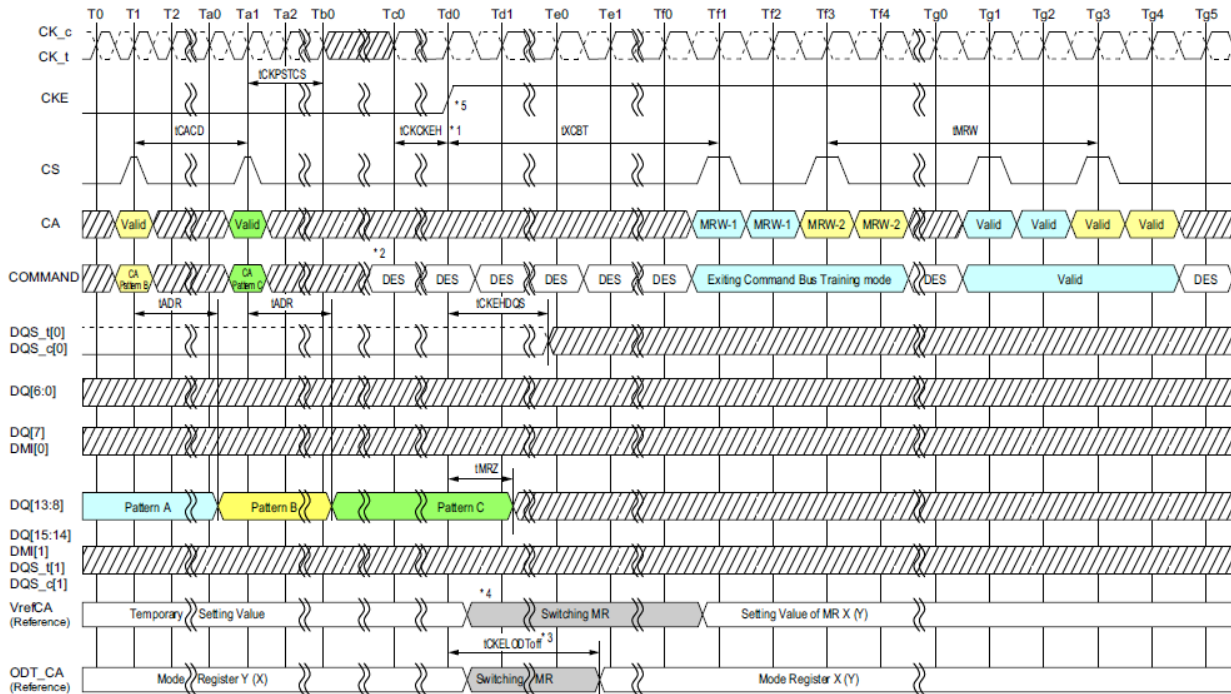 T0 T1 T2 Ta0 Ta1 Ta2 Tb0 Tc0 Td0 Td1 Te0 Te1 Tf0 Tf1 Tf2 Tf3 Tf4 Tg0 Tg1 Tg2 Tg3 Tg4 Tg5
CK_c
CK_t
tCKPSTCS
CKE
* 5
tCACD tCKCKEH * 1 tXCBT tMRW
CS
CA Valid Valid MRW-1 MRW-1 MRW-2 MRW-2 Valid Valid Valid Valid
* 2
COMMAND CA Pattern B CA Pattern C DES DES DES DES DES DES Exiting Command Bus Training mode DES Valid DES
tADR tADR tCKEHDQS
DQS_t[0]
DQS_c[0]
DQ[6:0]
DQ[7]
DMI[0]
tMRZ
DQ[13:8] Pattern A Pattern B Pattern C
DQ[15:14]
DMI[1]
DQS_t[1]
DQS_c[1]
* 4
VrefCA Temporary Setting Value Switching MR Setting Value of MR X (Y)
(Reference)
tCKELODToff * 3
ODT_CA Mode Register Y (X) Switching MR Mode Register X (Y)
(Reference)